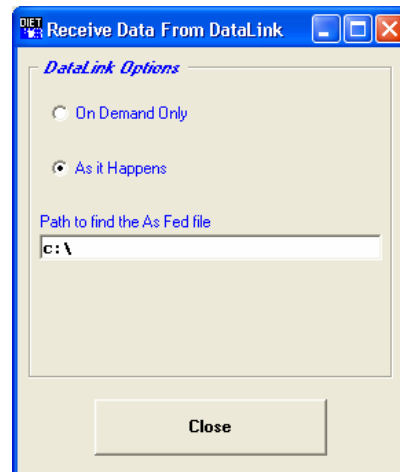 DIET Receive Data From DataLink
DataLink Options
On Demand Only
As it Happens
Path to find the As Fed file
c:\
Close